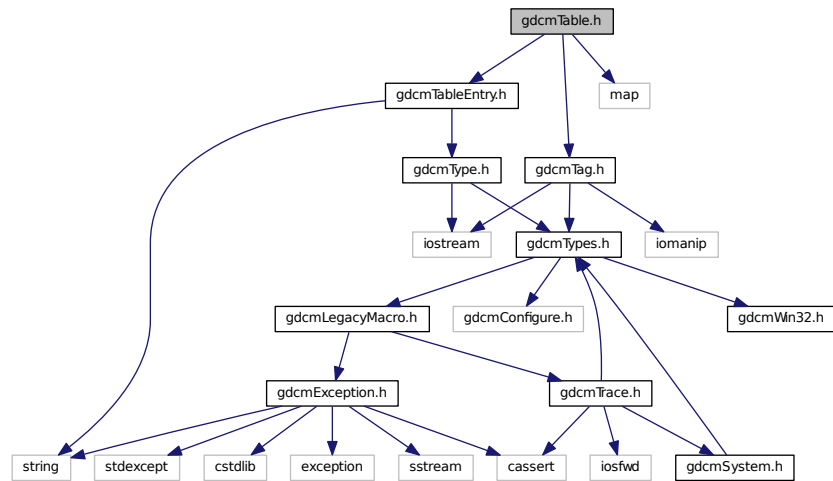 gdcmTable.h
gdcmTableEntry.h
map
gdcmType.h
gdcmTag.h
iostream
gdcmTypes.h
iomanip
gdcmLegacyMacro.h
gdcmConfigure.h
gdcmWin32.h
gdcmException.h
gdcmTrace.h
string
stdexcept
cstdlib
exception
sstream
cassert
iosfwd
gdcmSystem.h